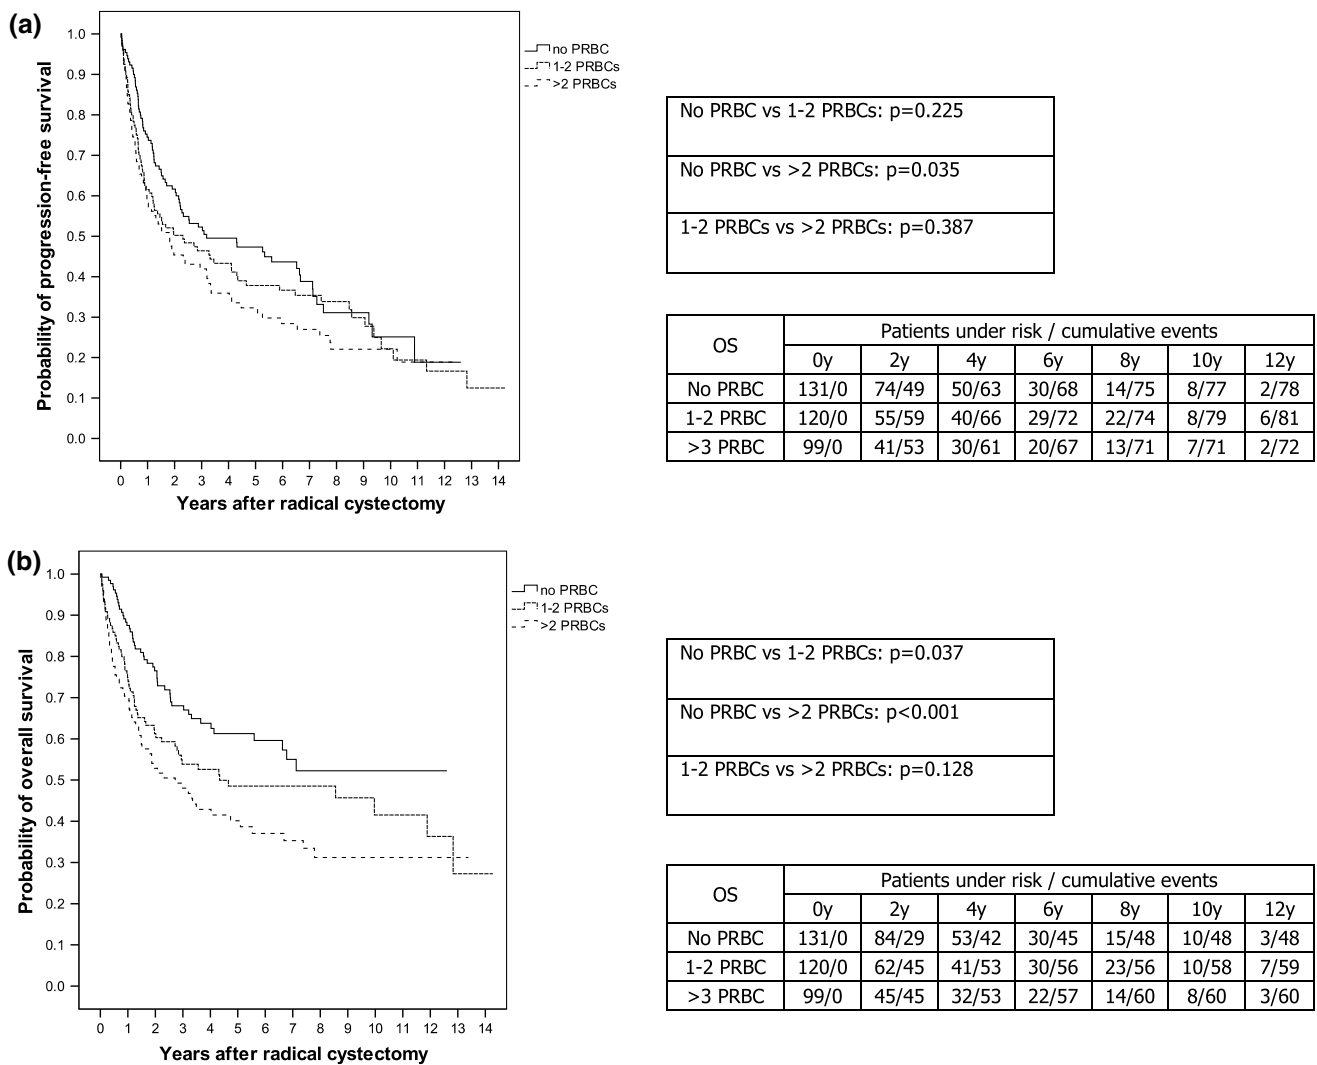 (a)
Probability of progression-free survival
1.0
0.9
0.8
0.7
0.6
0.5
0.4
0.3
0.2
0.1
0.0
0 1 2 3 4 5 6 7 8 9 10 11 12 13 14
Years after radical cystectomy
no PRBC
1-2 PRBCs
>2 PRBCs
No PRBC vs 1-2 PRBCs: p=0.225
No PRBC vs >2 PRBCs: p=0.035
1-2 PRBCs vs >2 PRBCs: p=0.387
OS Patients under risk / cumulative events
0y 2y 4y 6y 8y 10y 12y
No PRBC 131/0 74/49 50/63 30/68 14/75 8/77 2/78
1-2 PRBC 120/0 55/59 40/66 29/72 22/74 8/79 6/81
>3 PRBC 99/0 41/53 30/61 20/67 13/71 7/71 2/72
(b)
Probability of overall survival
1.0
0.9
0.8
0.7
0.6
0.5
0.4
0.3
0.2
0.1
0.0
0 1 2 3 4 5 6 7 8 9 10 11 12 13 14
Years after radical cystectomy
no PRBC
1-2 PRBCs
>2 PRBCs
No PRBC vs 1-2 PRBCs: p=0.037
No PRBC vs >2 PRBCs: p<0.001
1-2 PRBCs vs >2 PRBCs: p=0.128
OS Patients under risk / cumulative events
0y 2y 4y 6y 8y 10y 12y
No PRBC 131/0 84/29 53/42 30/45 15/48 10/48 3/48
1-2 PRBC 120/0 62/45 41/53 30/56 23/56 10/58 7/59
>3 PRBC 99/0 45/45 32/53 22/57 14/60 8/60 3/60